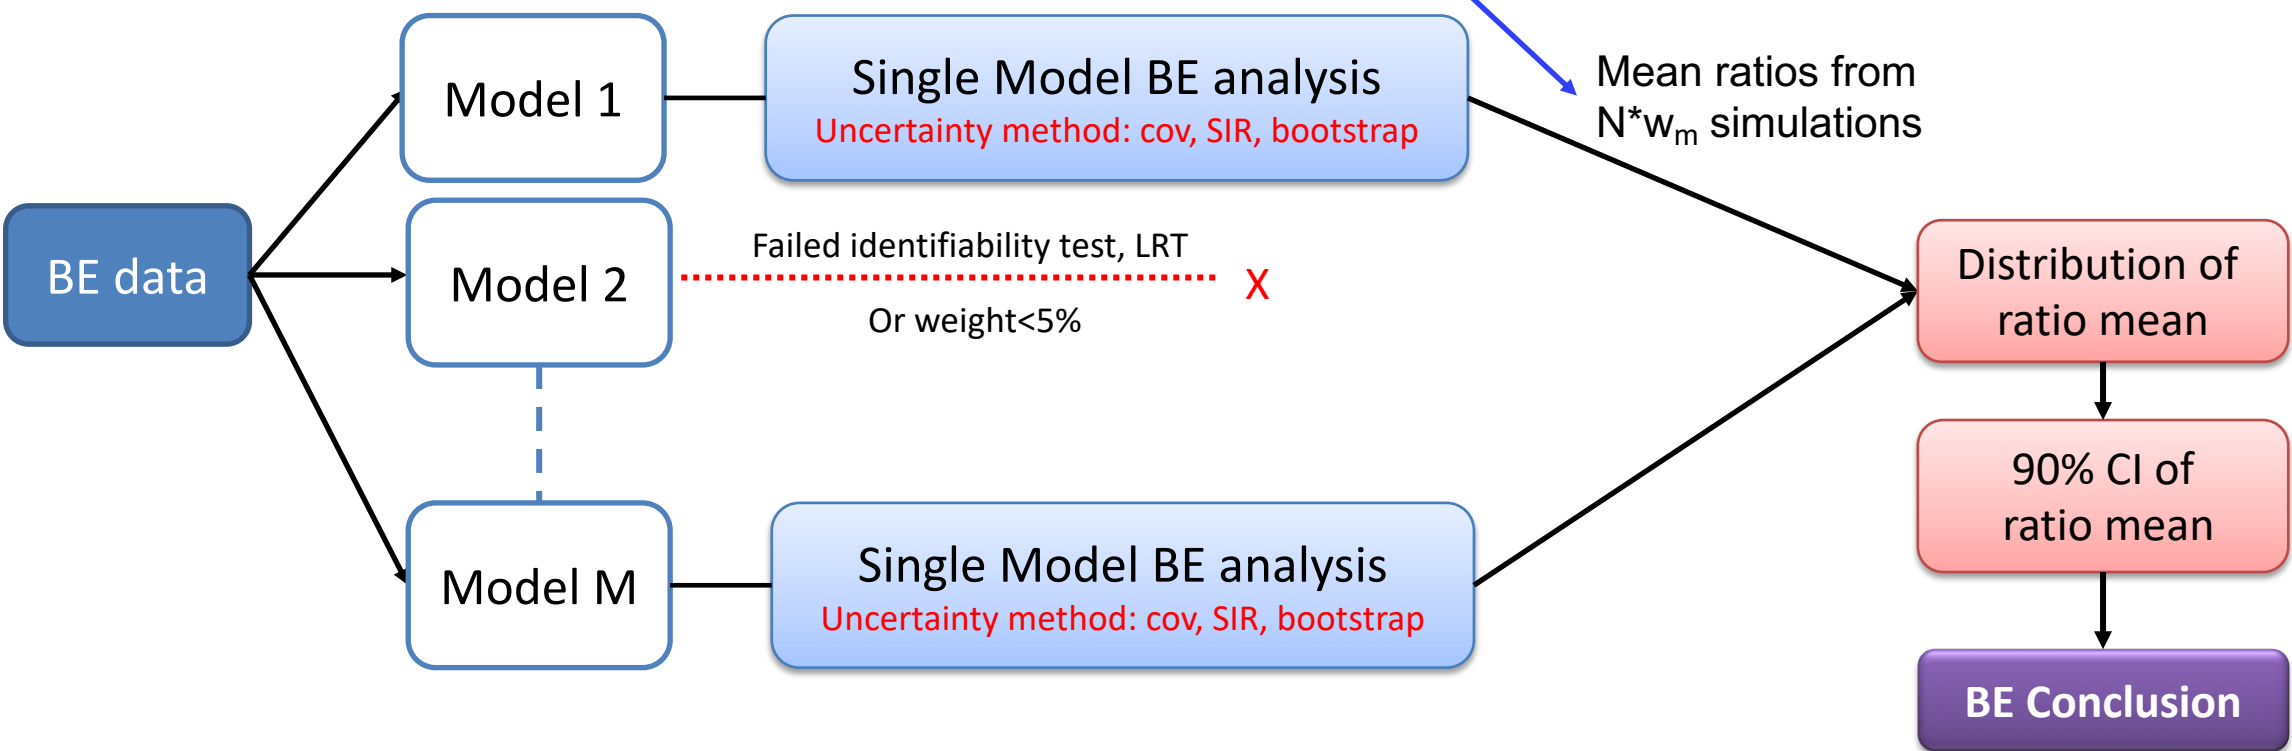 BE data
Model 1
Single Model BE analysis
Uncertainty method: cov, SIR, bootstrap
Mean ratios from
N*wm simulations
Model 2
Failed identifiability test, LRT
X
Or weight<5%
Model M
Single Model BE analysis
Uncertainty method: cov, SIR, bootstrap
Distribution of
ratio mean
90% CI of
ratio mean
BE Conclusion